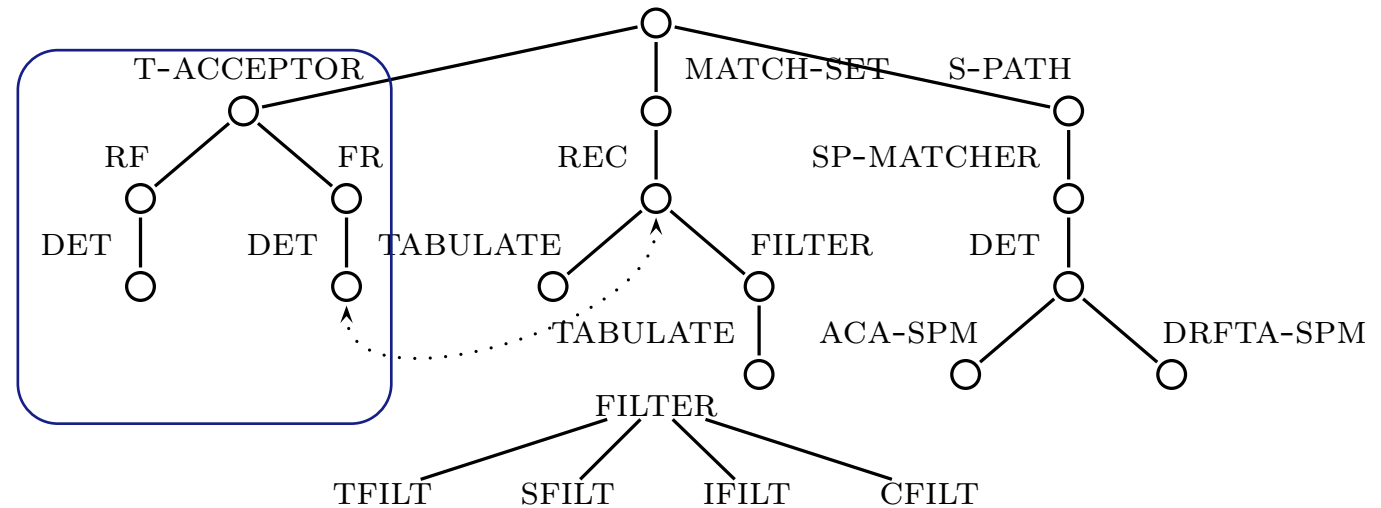 T-ACCEPTOR MATCH-SET S-PATH
RF FR REC SP-MATCHER
DET DET TABULATE FILTER DET
TABULATE ACA-SPM DRFTA-SPM
FILTER
TFILT SFILT IFILT CFILT